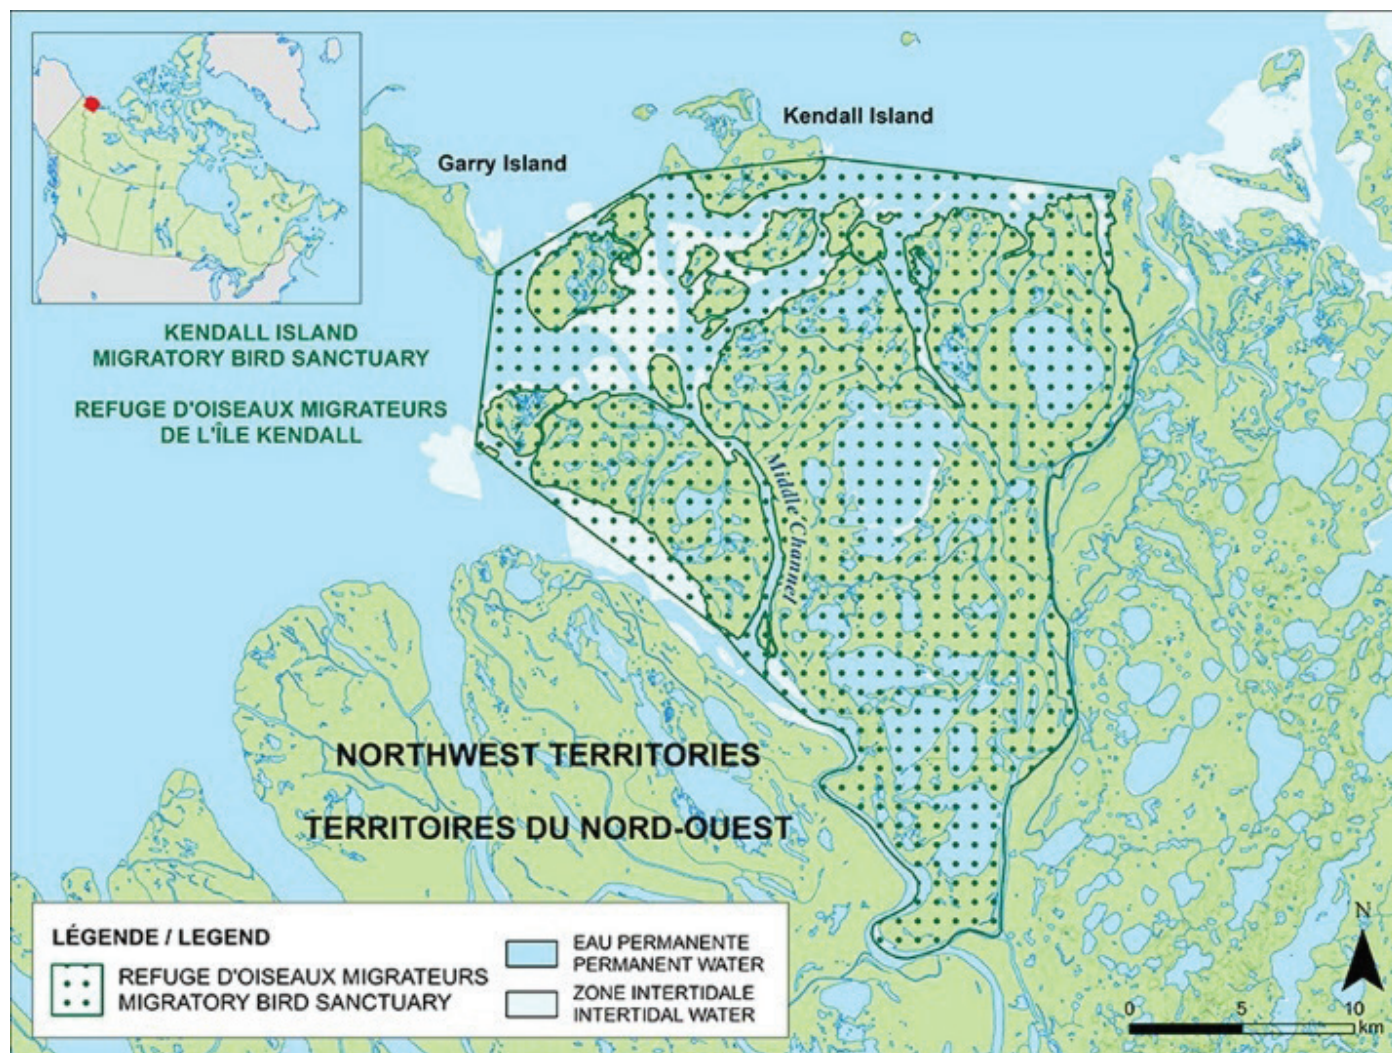 Kendall Island
Garry Island
KENDALL ISLAND
MIGRATORY BIRD SANCTUARY
REFUGE D'OISEAUX MIGRATEURS
DE L'ÎLE KENDALL
Middle Channel
NORTHWEST TERRITORIES
TERRITOIRES DU NORD-OUEST
LÉGENDE / LEGEND
REFUGE D'OISEAUX MIGRATEURS
MIGRATORY BIRD SANCTUARY
EAU PERMANENTE
PERMANENT WATER
ZONE INTERTIDALE
INTERTIDAL WATER
N
0 5 10
km